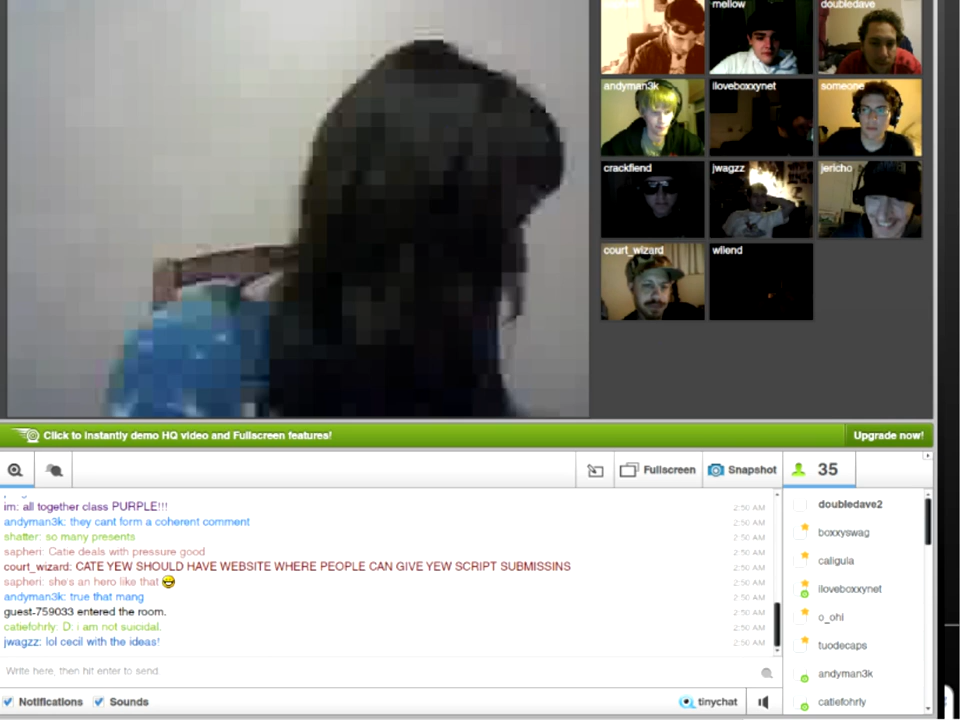 mellow
doubledave
andyman3k
iloveboxxynet
someone
crackfiend
jwagzz
jericho
court_wizard
wllend
Click to instantly demo HQ video and Fullscreen features!
Upgrade now!
Fullscreen
Snapshot
35
im: all together class PURPLE!!! 2:50 AM
andyman3k: they cant form a coherent comment 2:50 AM
shatter: so many presents 2:50 AM
sapheri: Catie deals with pressure good 2:50 AM
court_wizard: CATE YEW SHOULD HAVE WEBSITE WHERE PEOPLE CAN GIVE YEW SCRIPT SUBMISSINS 2:50 AM
sapheri: she's an hero like that 2:50 AM
andyman3k: true that mang 2:50 AM
guest-759033 entered the room. 2:50 AM
catiefohrly: D: i am not suicidal. 2:50 AM
jwagzz: lol cecil with the ideas! 2:50 AM
doubledave2
boxxyswag
caligula
iloveboxxynet
o_ohl
tuodecaps
andyman3k
catiefohrly
Write here, then hit enter to send
Notifications
Sounds
tinychat